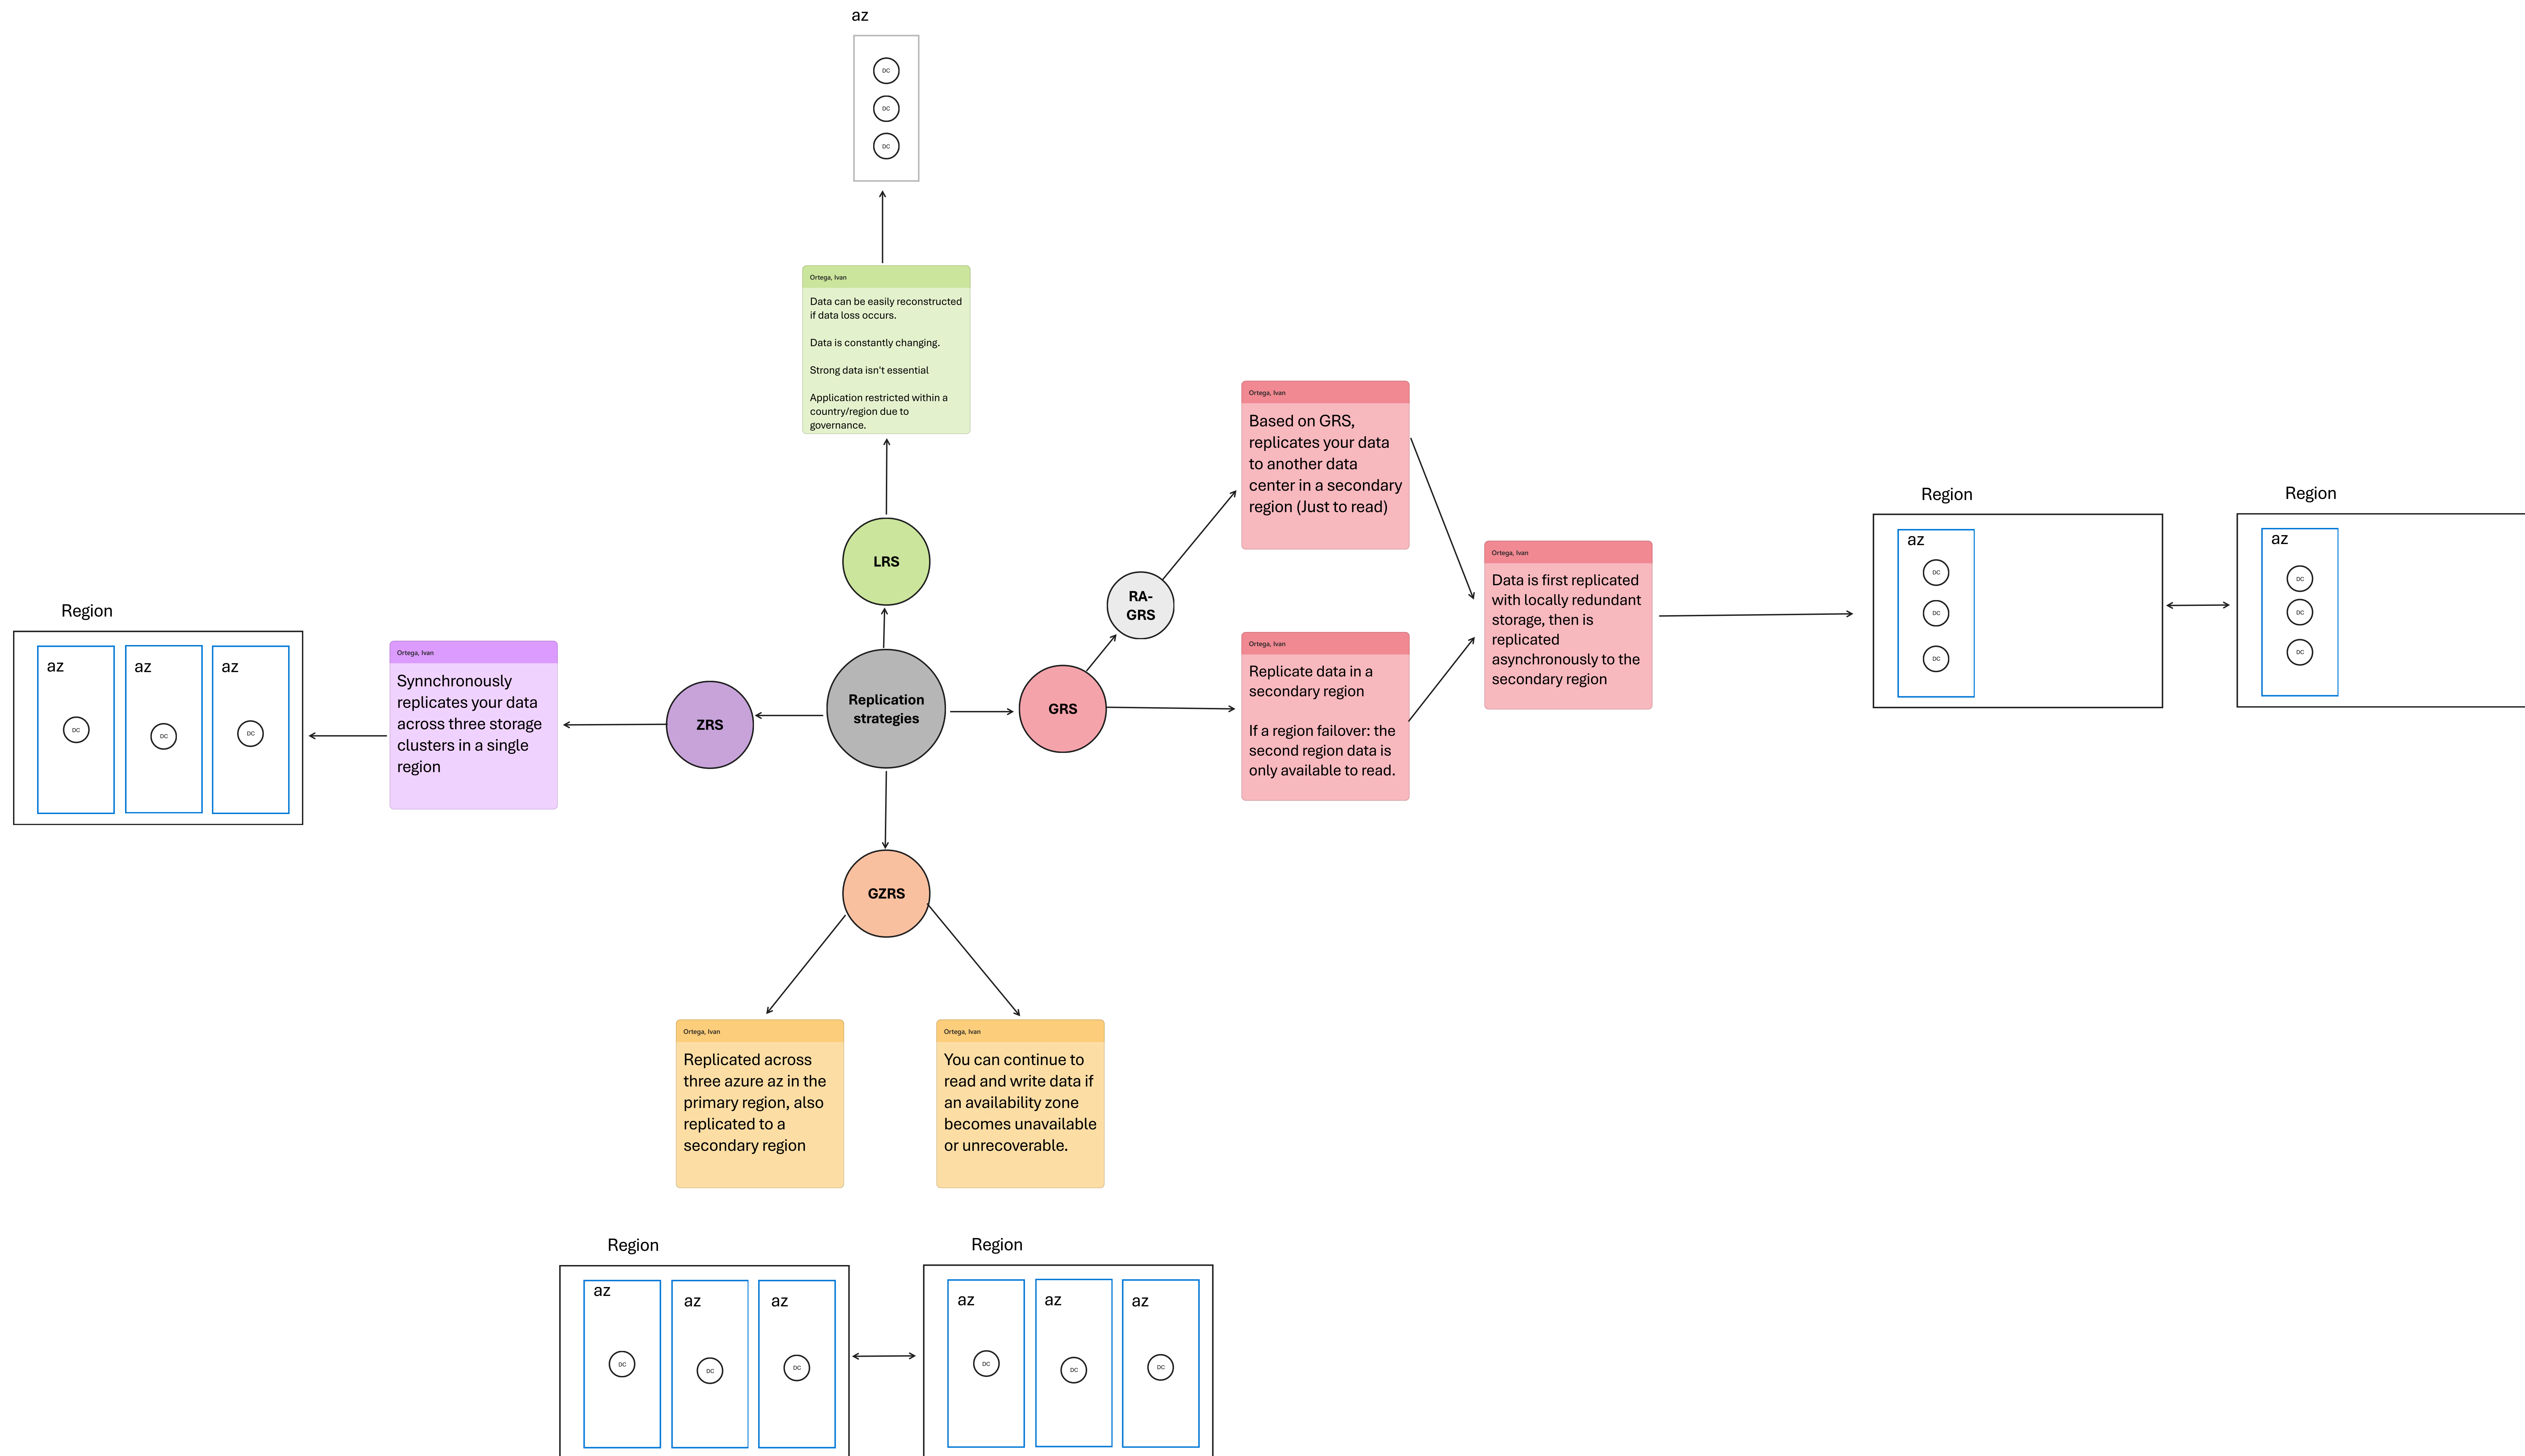 az
DC
DC
DC
Ortega, Ivan
Data can be easily reconstructed
if data loss occurs.
Data is constantly changing.
Strong data isn't essential
Application restricted within a
country/region due to
governance.
LRS
Ortega, Ivan
Based on GRS,
replicates your data
to another data
center in a secondary
region (Just to read)
RA-
GRS
Ortega, Ivan
Data is first replicated
with locally redundant
storage, then is
replicated
asynchronously to the
secondary region
Region
az
DC
DC
DC
Region
az
DC
DC
DC
Region
az
az
az
DC
DC
DC
Ortega, Ivan
Synnchronously
replicates your data
across three storage
clusters in a single
region
ZRS
Replication
strategies
GRS
Ortega, Ivan
Replicate data in a
secondary region
If a region failover: the
second region data is
only available to read.
GZRS
Ortega, Ivan
Replicated across
three azure az in the
primary region, also
replicated to a
secondary region
Ortega, Ivan
You can continue to
read and write data if
an availability zone
becomes unavailable
or unrecoverable.
Region
az
az
az
DC
DC
DC
Region
az
az
az
DC
DC
DC